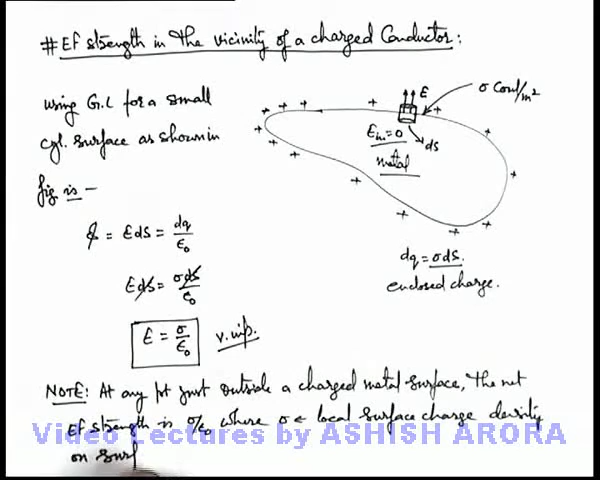 # EF strength in the vicinity of a charged Conductor :
using G.L for a small
cyl. surface as shown in
fig is –
ϕ = EdS = dq/ε₀
EdS = σdS/ε₀
E = σ/ε₀ v. imp.
E
σ Coul/m²
E_in = 0
dS
metal
dq = σdS.
enclosed charge.
NOTE: At any pt just outside a charged metal surface, the net
EF strength is σ/ε₀ where σ ← local surface charge density
on surf
Video Lectures by ASHISH ARORA